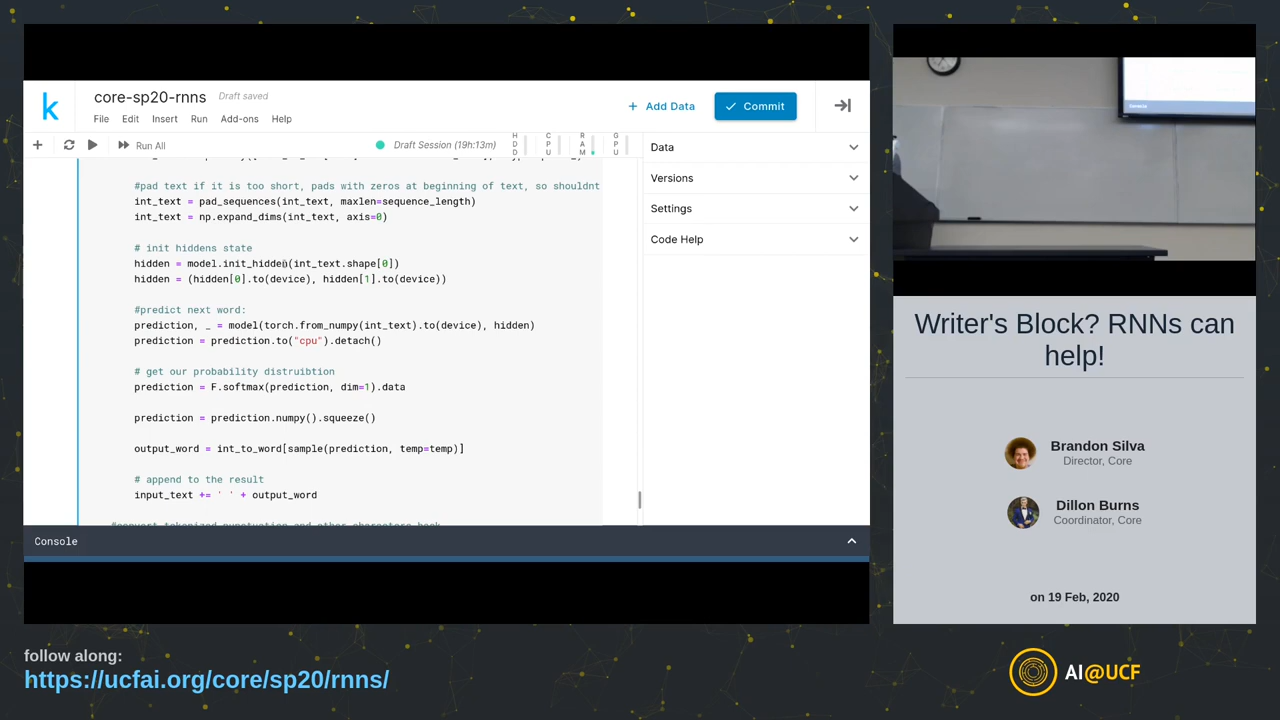 k
core-sp20-rnns Draft saved
File Edit Insert Run Add-ons Help
+ Add Data
Commit
Run All
Draft Session (19h:13m)
HDD
CPU
RAM
GPU
#pad text if it is too short, pads with zeros at beginning of text, so shouldnt
int_text = pad_sequences(int_text, maxlen=sequence_length)
int_text = np.expand_dims(int_text, axis=0)
# init hiddens state
hidden = model.init_hidden(int_text.shape[0])
hidden = (hidden[0].to(device), hidden[1].to(device))
#predict next word:
prediction, _ = model(torch.from_numpy(int_text).to(device), hidden)
prediction = prediction.to("cpu").detach()
# get our probability distruibtion
prediction = F.softmax(prediction, dim=1).data
prediction = prediction.numpy().squeeze()
output_word = int_to_word[sample(prediction, temp=temp)]
# append to the result
input_text += ' ' + output_word
Console
Data
Versions
Settings
Code Help
Writer's Block? RNNs can
help!
Brandon Silva
Director, Core
Dillon Burns
Coordinator, Core
on 19 Feb, 2020
follow along:
https://ucfai.org/core/sp20/rnns/
AI@UCF